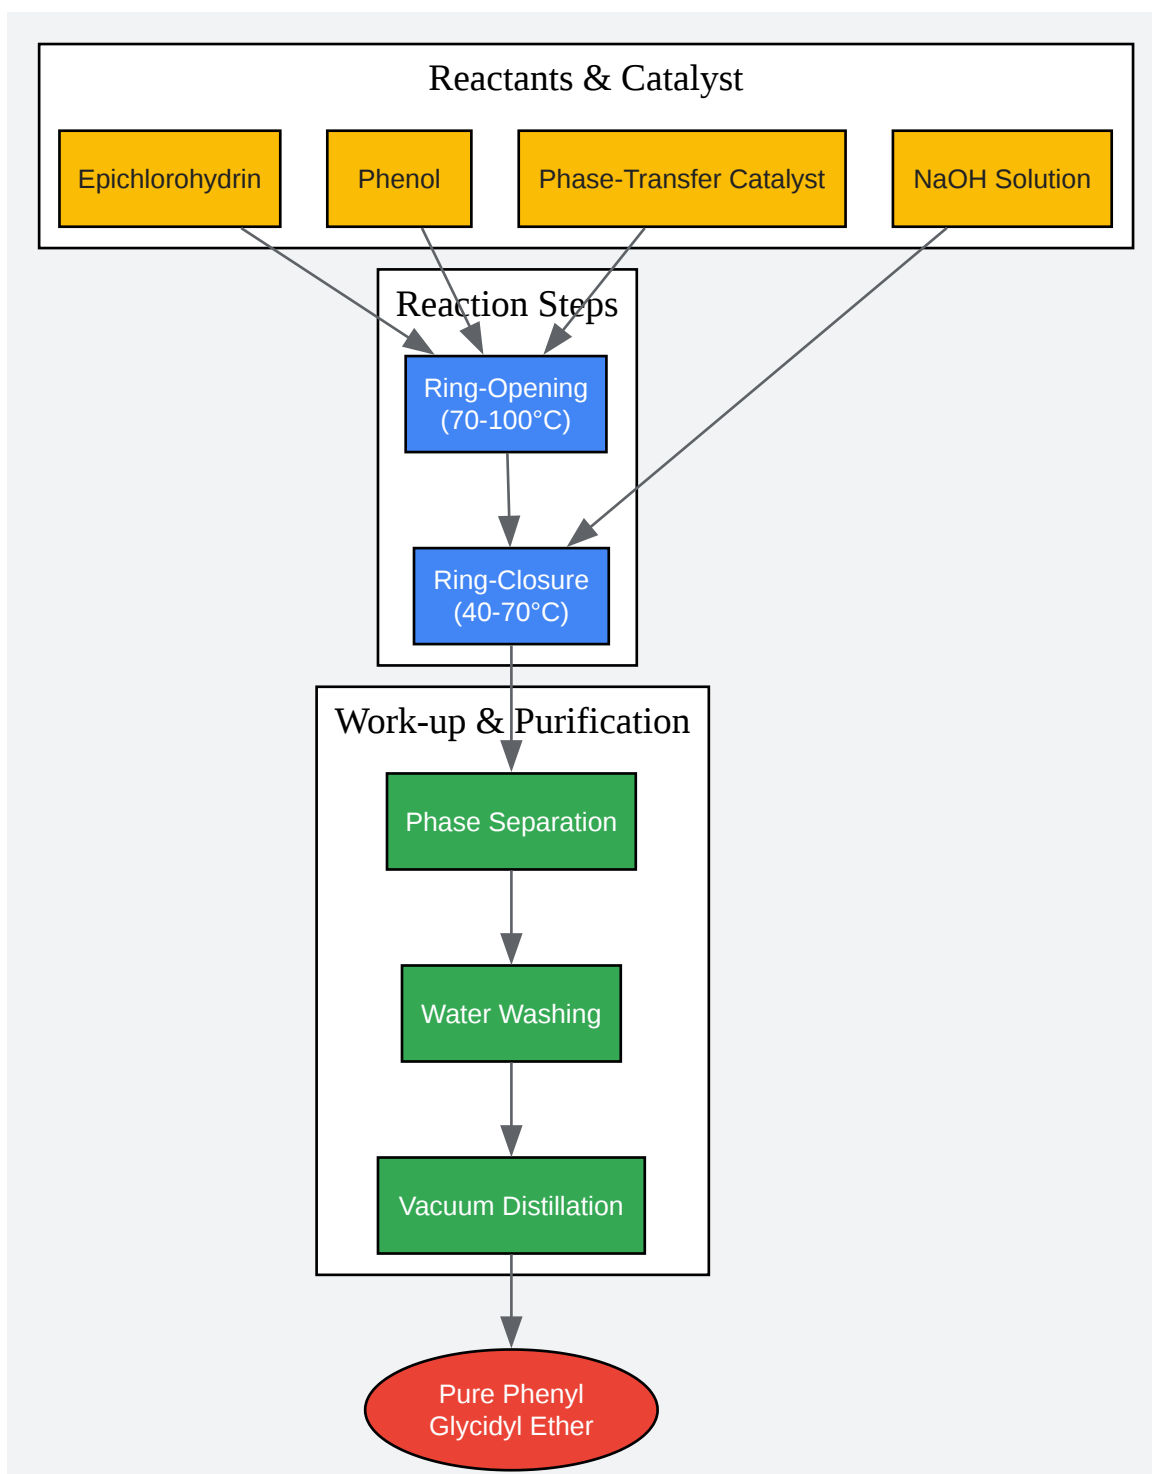 Reactants & Catalyst
Epichlorohydrin
Phenol
Phase-Transfer Catalyst
NaOH Solution
Reaction Steps
Ring-Opening
(70-100°C)
Ring-Closure
(40-70°C)
Work-up & Purification
Phase Separation
Water Washing
Vacuum Distillation
Pure Phenyl
Glycidyl Ether